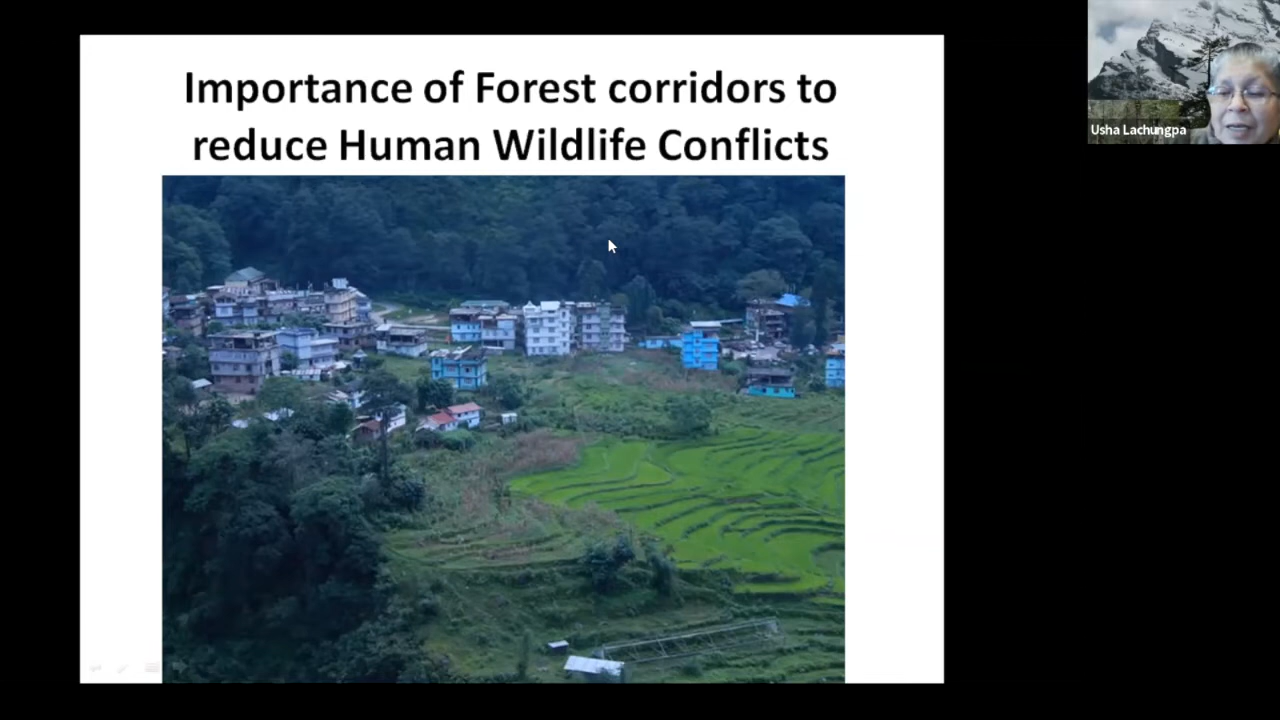 Importance of Forest corridors to
reduce Human Wildlife Conflicts
Usha Lachungpa